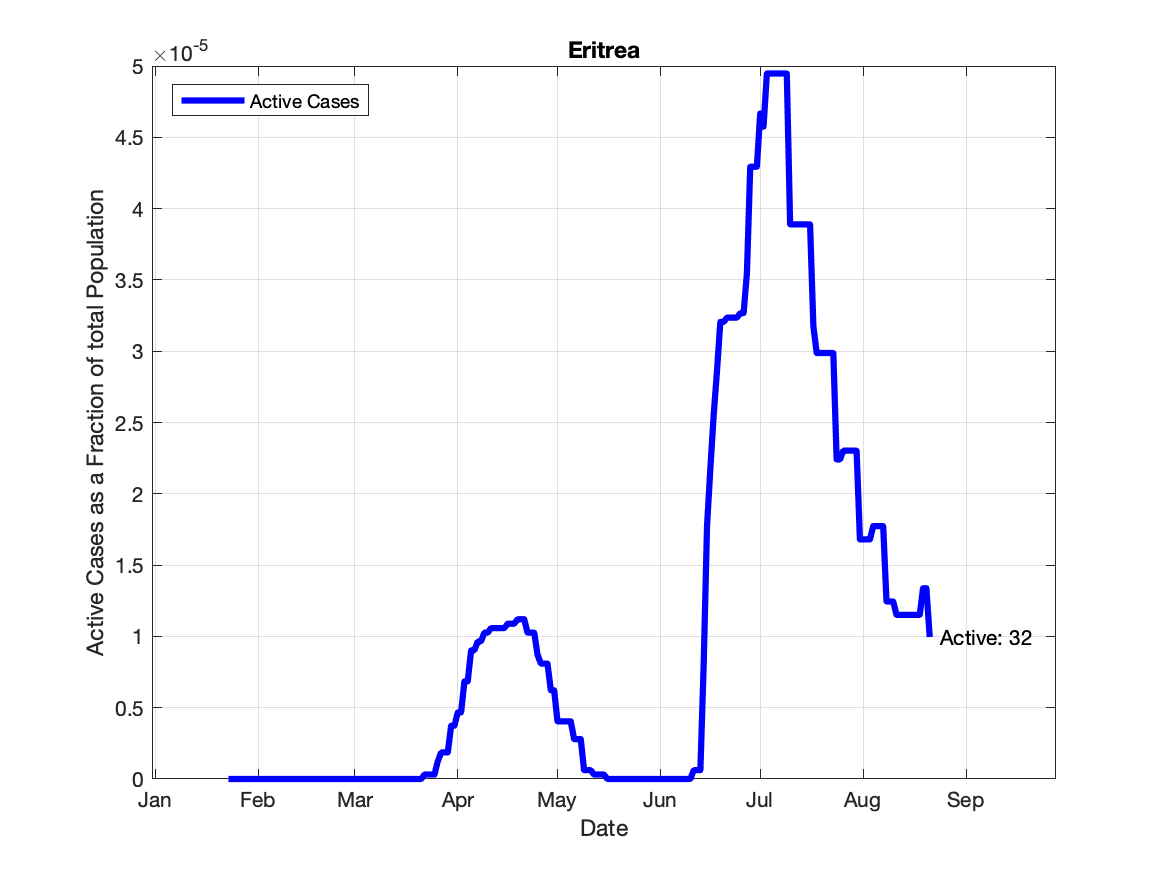 Eritrea
×10-5
Active Cases
5
4.5
4
3.5
3
2.5
2
1.5
1
0.5
0
Active Cases as a Fraction of total Population
Active: 32
Jan Feb Mar Apr May Jun Jul Aug Sep
Date